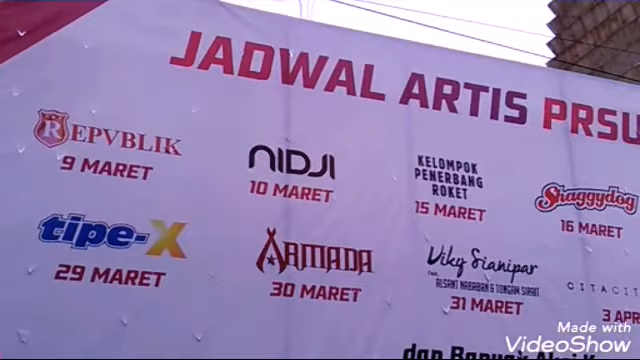 JADWAL ARTIS PRSU
REPVBLIK
9 MARET
NIDJI
10 MARET
KELOMPOK
PENERBANG
ROKET
15 MARET
Shaggydog
16 MARET
tipe-X
29 MARET
ARMADA
30 MARET
Viky Sianipar
Feat. ALSANT NABABAN & TONGAM SIRAIT
31 MARET
CITACIT
3 APR
dan Banyak
Made with
VideoShow